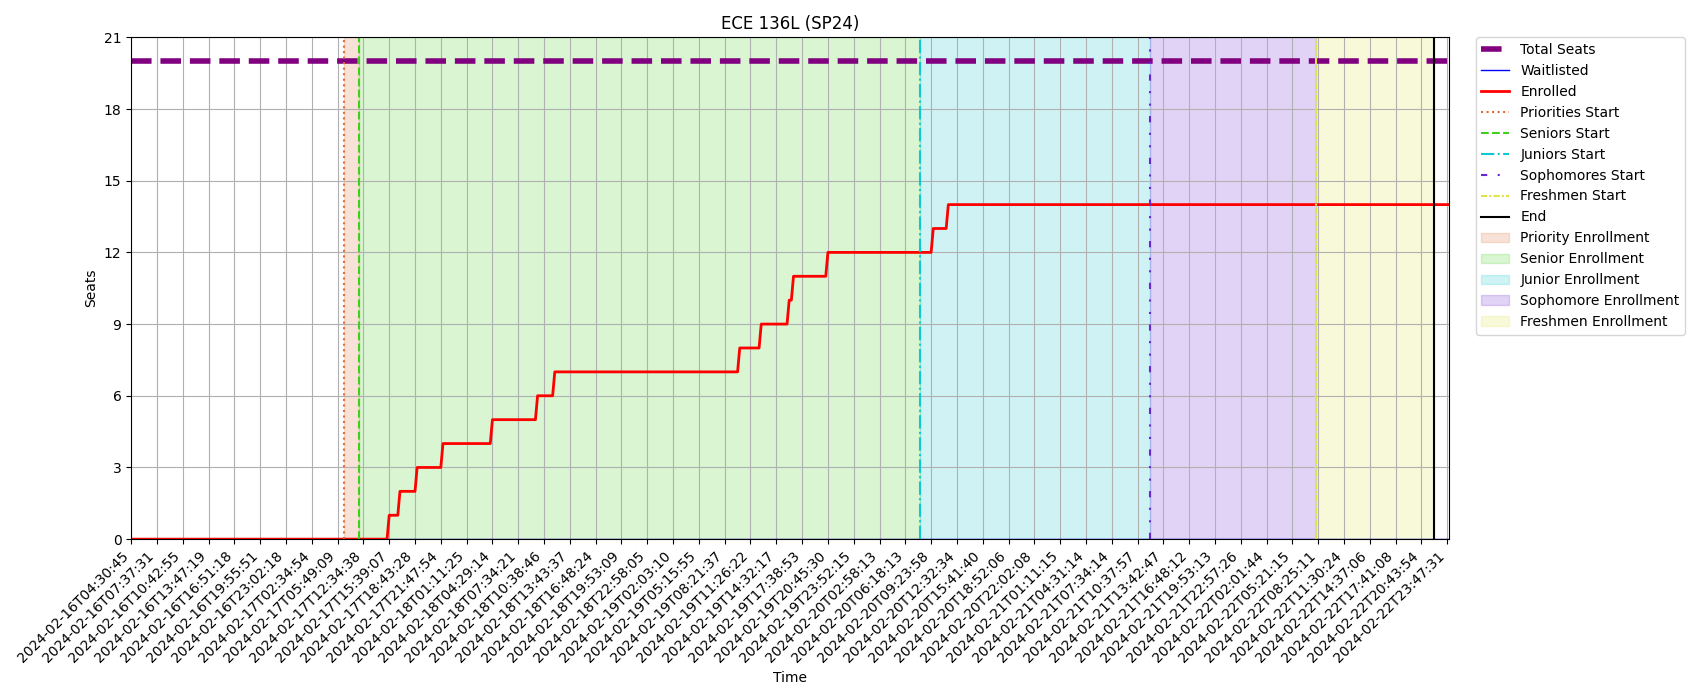 ECE 136L (SP24)
21
18
15
12
9
6
3
0
Seats
2024-02-16T04:30:45
2024-02-16T07:37:31
2024-02-16T10:42:55
2024-02-16T13:47:19
2024-02-16T16:51:18
2024-02-16T19:55:51
2024-02-16T23:02:18
2024-02-17T02:34:54
2024-02-17T05:49:09
2024-02-17T12:34:38
2024-02-17T15:39:07
2024-02-17T18:43:28
2024-02-17T21:47:54
2024-02-18T01:11:25
2024-02-18T04:29:14
2024-02-18T07:34:21
2024-02-18T10:38:46
2024-02-18T13:43:37
2024-02-18T16:48:24
2024-02-18T19:53:09
2024-02-18T22:58:05
2024-02-19T02:03:10
2024-02-19T05:15:55
2024-02-19T08:21:37
2024-02-19T11:26:22
2024-02-19T14:32:17
2024-02-19T17:38:53
2024-02-19T20:45:30
2024-02-19T23:52:15
2024-02-20T02:58:13
2024-02-20T06:18:13
2024-02-20T09:23:58
2024-02-20T12:32:34
2024-02-20T15:41:40
2024-02-20T18:52:06
2024-02-20T22:02:08
2024-02-21T01:11:15
2024-02-21T04:31:14
2024-02-21T07:34:14
2024-02-21T10:37:57
2024-02-21T13:42:47
2024-02-21T16:48:12
2024-02-21T19:53:13
2024-02-21T22:57:26
2024-02-22T02:01:44
2024-02-22T05:21:15
2024-02-22T08:25:11
2024-02-22T11:30:24
2024-02-22T14:37:06
2024-02-22T17:41:08
2024-02-22T20:43:54
2024-02-22T23:47:31
Time
Total Seats
Waitlisted
Enrolled
Priorities Start
Seniors Start
Juniors Start
Sophomores Start
Freshmen Start
End
Priority Enrollment
Senior Enrollment
Junior Enrollment
Sophomore Enrollment
Freshmen Enrollment